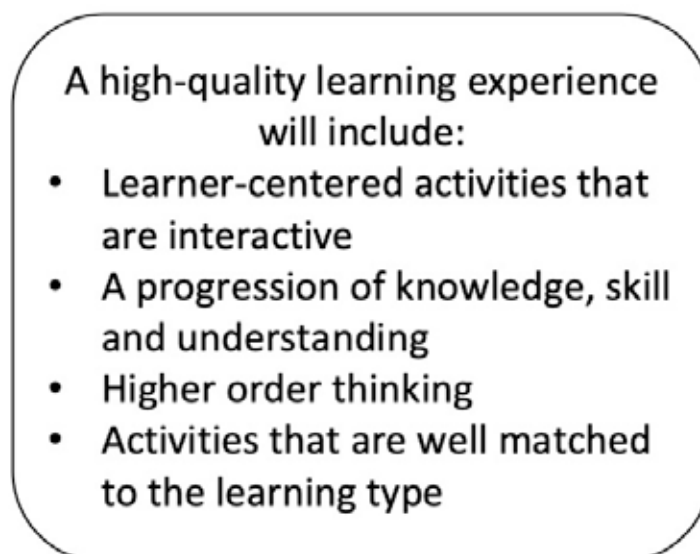 A high-quality learning experience
will include:
• Learner-centered activities that
are interactive
• A progression of knowledge, skill
and understanding
• Higher order thinking
• Activities that are well matched
to the learning type